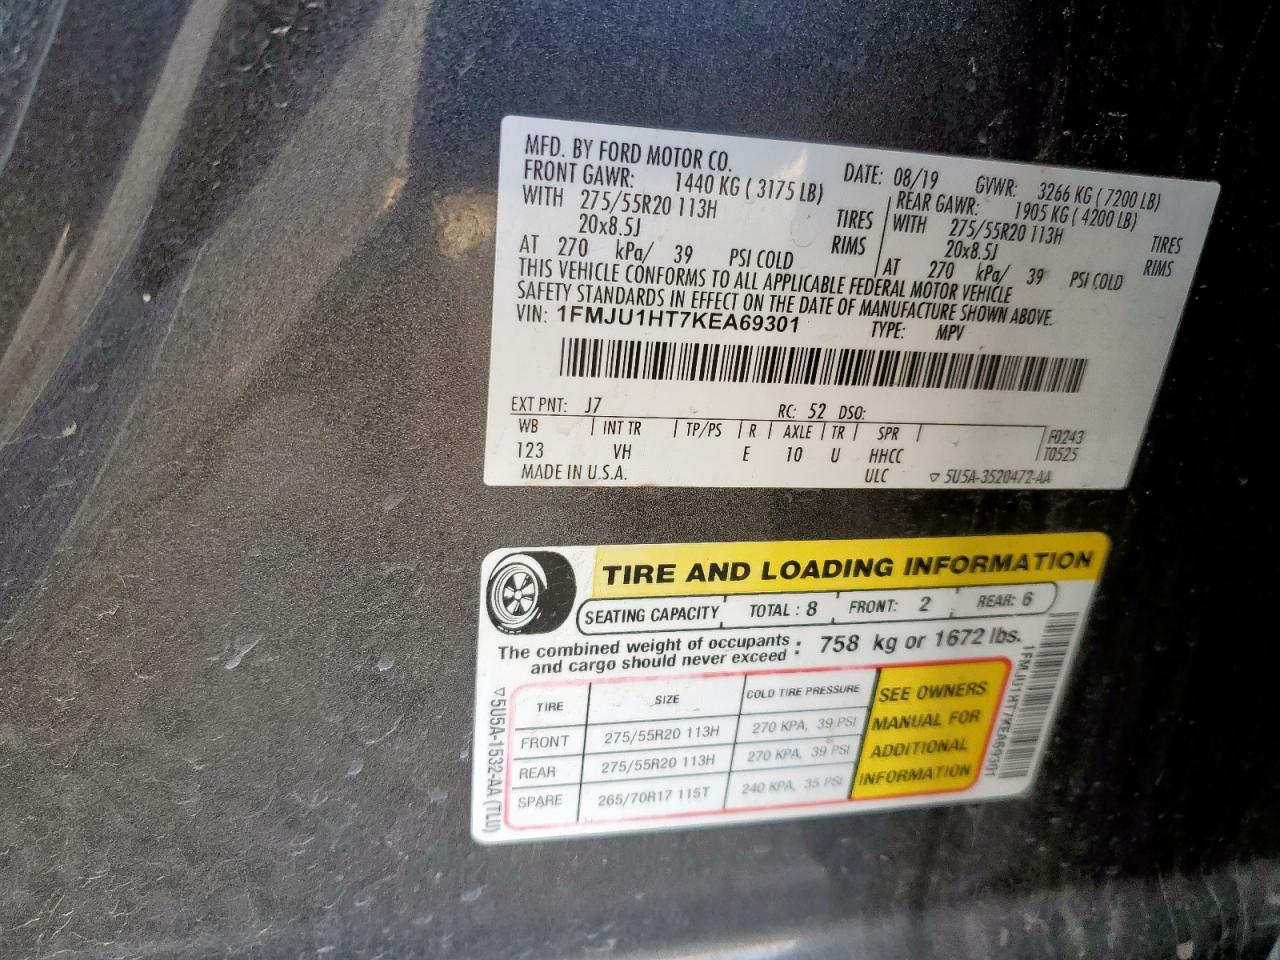 MFD. BY FORD MOTOR CO.
DATE: 08/19 GVWR: 3266 KG ( 7200 LB)
FRONT GAWR: 1440 KG ( 3175 LB)
WITH 275/55R20 113H TIRES
20x8.5J RIMS
AT 270 kPa/ 39 PSI COLD
REAR GAWR: 1905 KG ( 4200 LB)
WITH 275/55R20 113H TIRES
20x8.5J RIMS
AT 270 kPa/ 39 PSI COLD
THIS VEHICLE CONFORMS TO ALL APPLICABLE FEDERAL MOTOR VEHICLE
SAFETY STANDARDS IN EFFECT ON THE DATE OF MANUFACTURE SHOWN ABOVE.
VIN: 1FMJU1HT7KEA69301
TYPE: MPV
EXT PNT: J7 RC: 52 DSO:
WB INT TR TP/PS R AXLE TR SPR F0243
123 VH E 10 U HHCC T0525
MADE IN U.S.A. ULC 5U5A-3520472-AA
TIRE AND LOADING INFORMATION
SEATING CAPACITY TOTAL : 8 FRONT: 2 REAR: 6
The combined weight of occupants
and cargo should never exceed : 758 kg or 1672 lbs.
TIRE SIZE COLD TIRE PRESSURE
FRONT 275/55R20 113H 270 KPA, 39 PSI
REAR 275/55R20 113H 270 KPA, 39 PSI
SPARE 265/70R17 115T 240 KPA, 35 PSI
SEE OWNERS
MANUAL FOR
ADDITIONAL
INFORMATION
5U5A-1532-AA (TLU)
1FMJU1HT7KEA69301